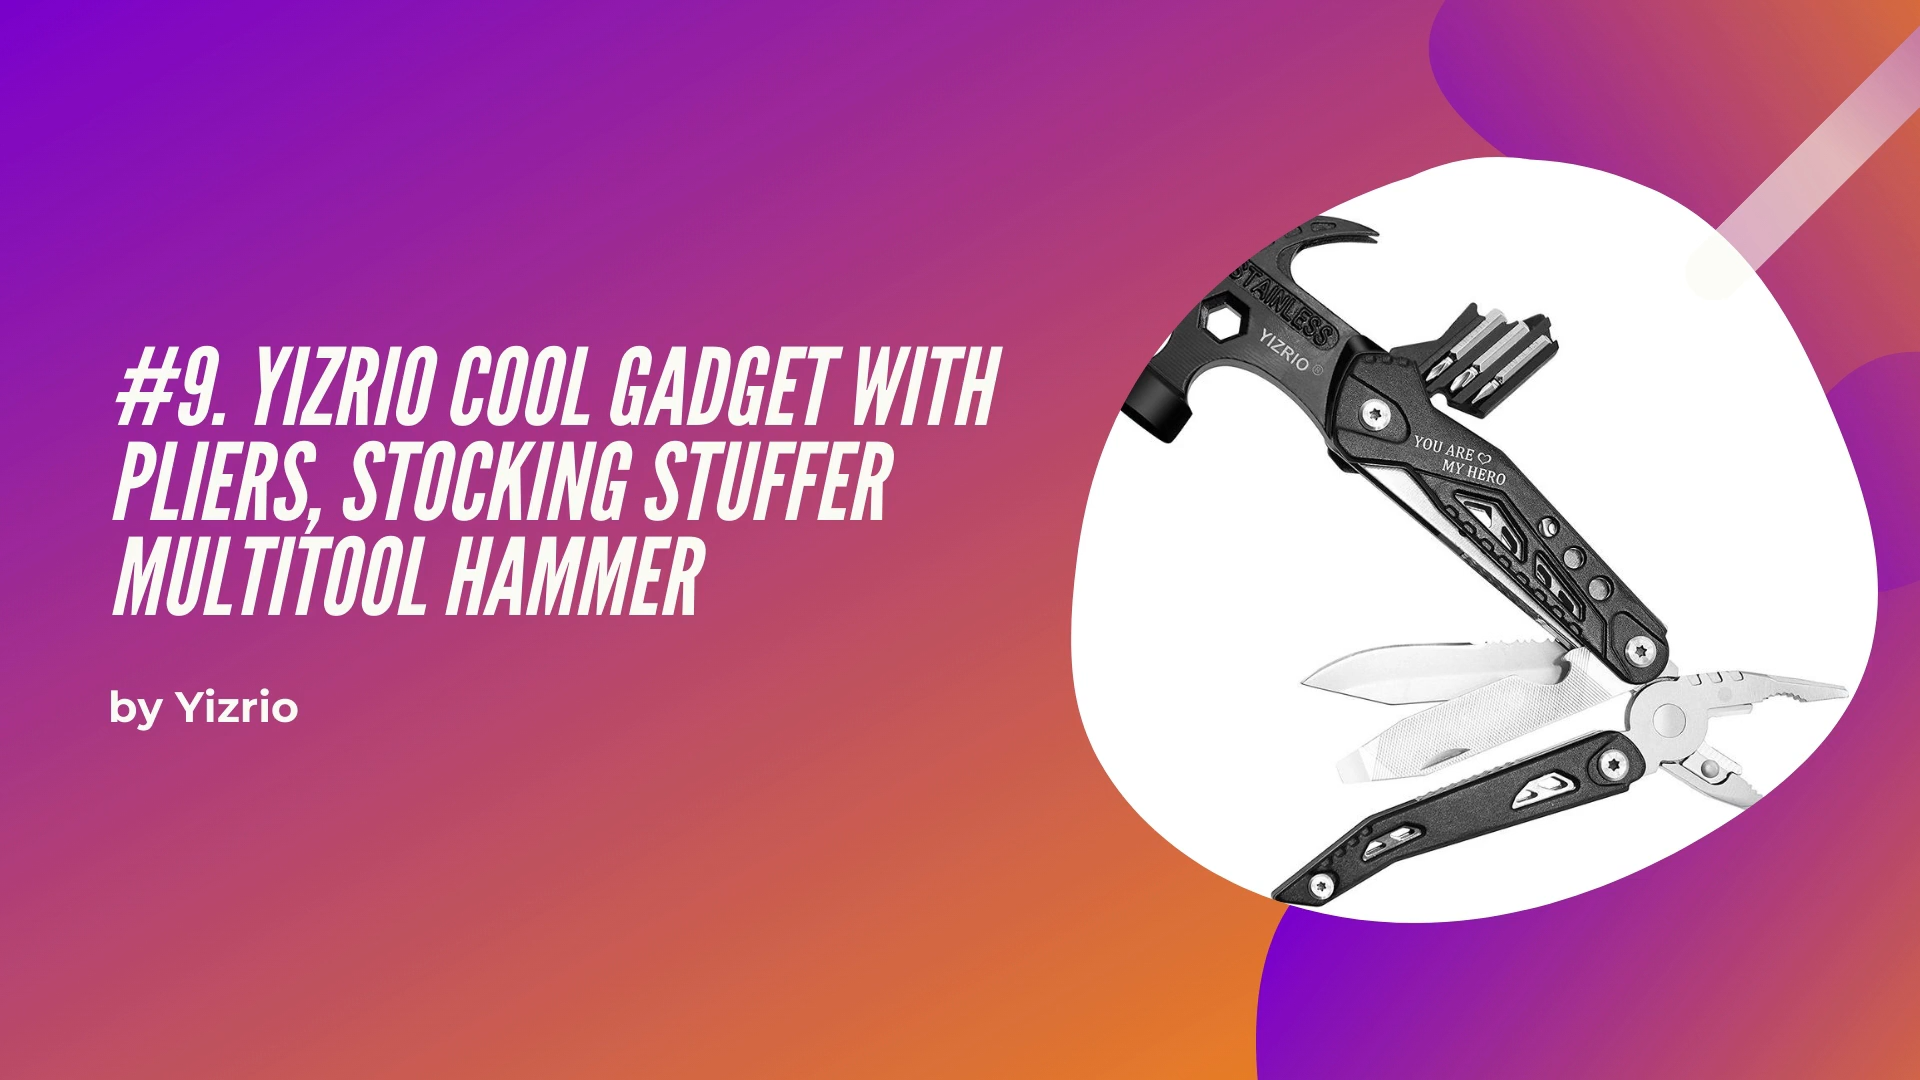 #9. YIZRIO COOL GADGET WITH
PLIERS, STOCKING STUFFER
MULTITOOL HAMMER
by Yizrio
STAINLESS
YIZRIO ®
YOU ARE ♡
MY HERO